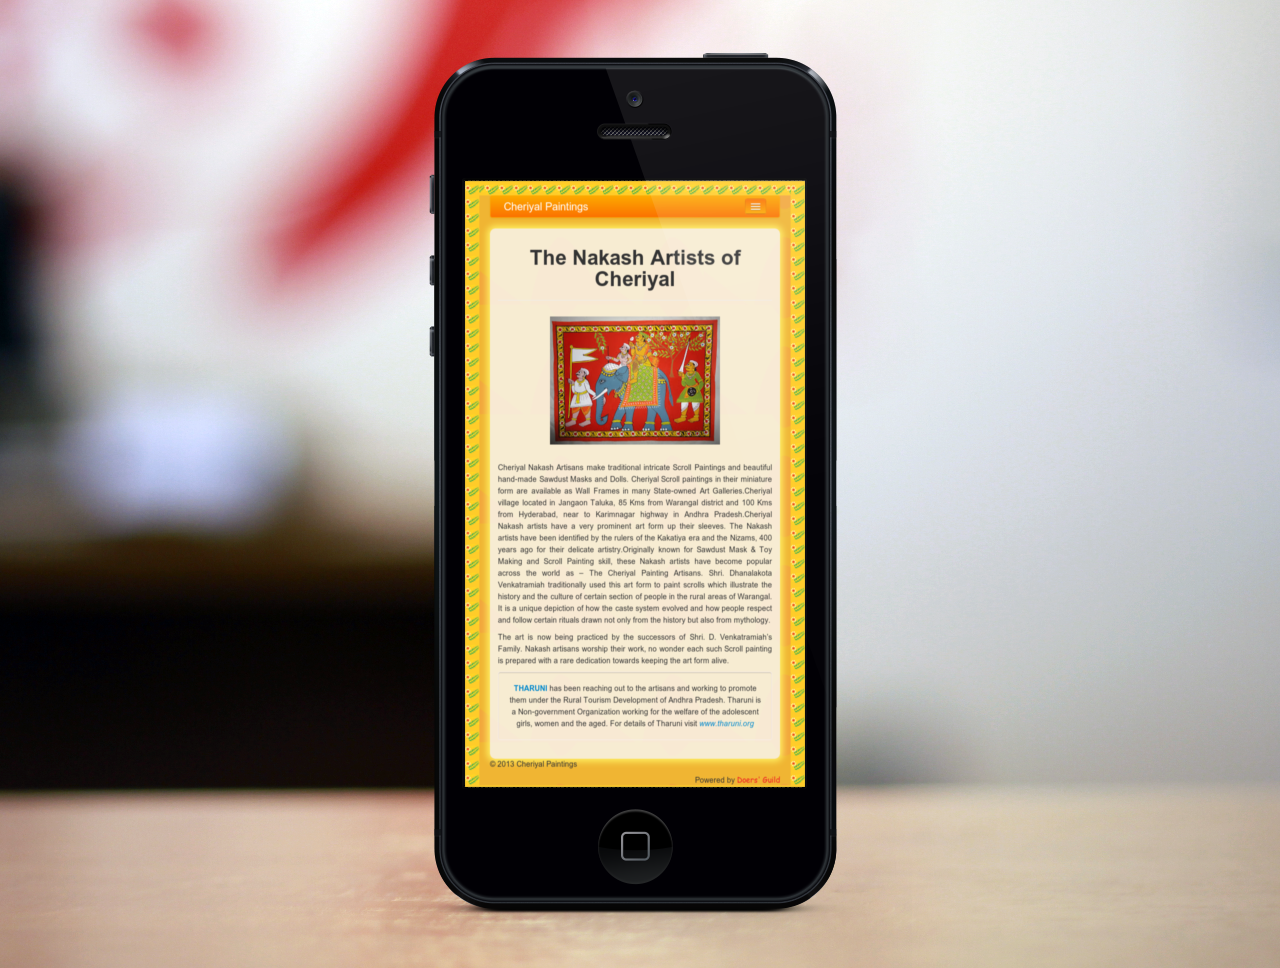 Cheriyal Paintings
The Nakash Artists of
Cheriyal
Cheriyal Nakash Artisans make traditional intricate Scroll Paintings and beautiful
hand-made Sawdust Masks and Dolls. Cheriyal Scroll paintings in their miniature
form are available as Wall Frames in many State-owned Art Galleries.Cheriyal
village located in Jangaon Taluka, 85 Kms from Warangal district and 100 Kms
from Hyderabad, near to Karimnagar highway in Andhra Pradesh.Cheriyal
Nakash artists have a very prominent art form up their sleeves. The Nakash
artists have been identified by the rulers of the Kakatiya era and the Nizams, 400
years ago for their delicate artistry.Originally known for Sawdust Mask & Toy
Making and Scroll Painting skill, these Nakash artists have become popular
across the world as – The Cheriyal Painting Artisans. Shri. Dhanalakota
Venkatramiah traditionally used this art form to paint scrolls which illustrate the
history and the culture of certain section of people in the rural areas of Warangal.
It is a unique depiction of how the caste system evolved and how people respect
and follow certain rituals drawn not only from the history but also from mythology.
The art is now being practiced by the successors of Shri. D. Venkatramiah's
Family. Nakash artisans worship their work, no wonder each such Scroll painting
is prepared with a rare dedication towards keeping the art form alive.
THARUNI has been reaching out to the artisans and working to promote
them under the Rural Tourism Development of Andhra Pradesh. Tharuni is
a Non-government Organization working for the welfare of the adolescent
girls, women and the aged. For details of Tharuni visit www.tharuni.org
© 2013 Cheriyal Paintings
Powered by Doers' Guild